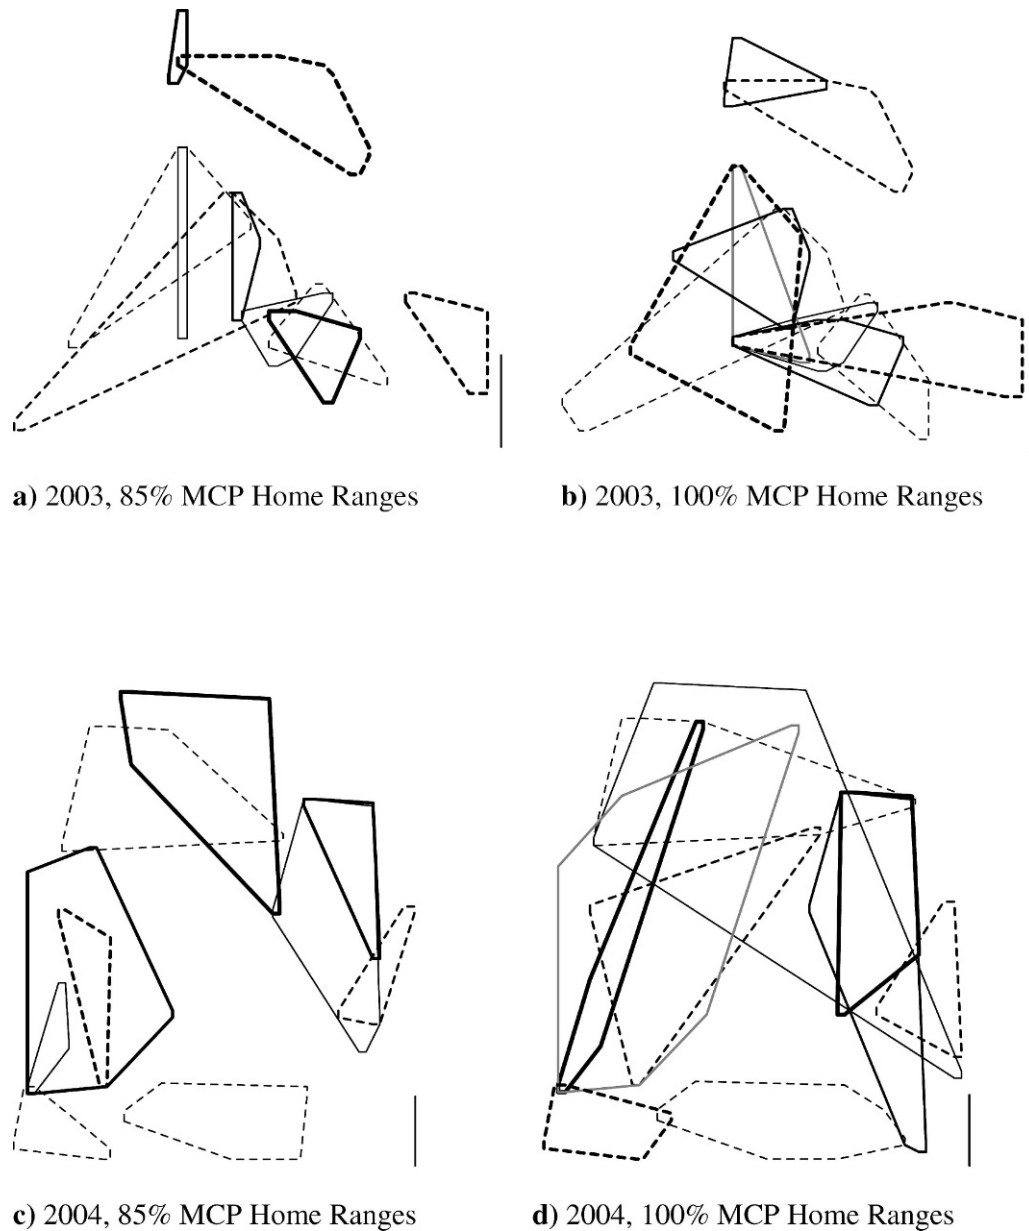 a) 2003, 85% MCP Home Ranges
b) 2003, 100% MCP Home Ranges
c) 2004, 85% MCP Home Ranges
d) 2004, 100% MCP Home Ranges